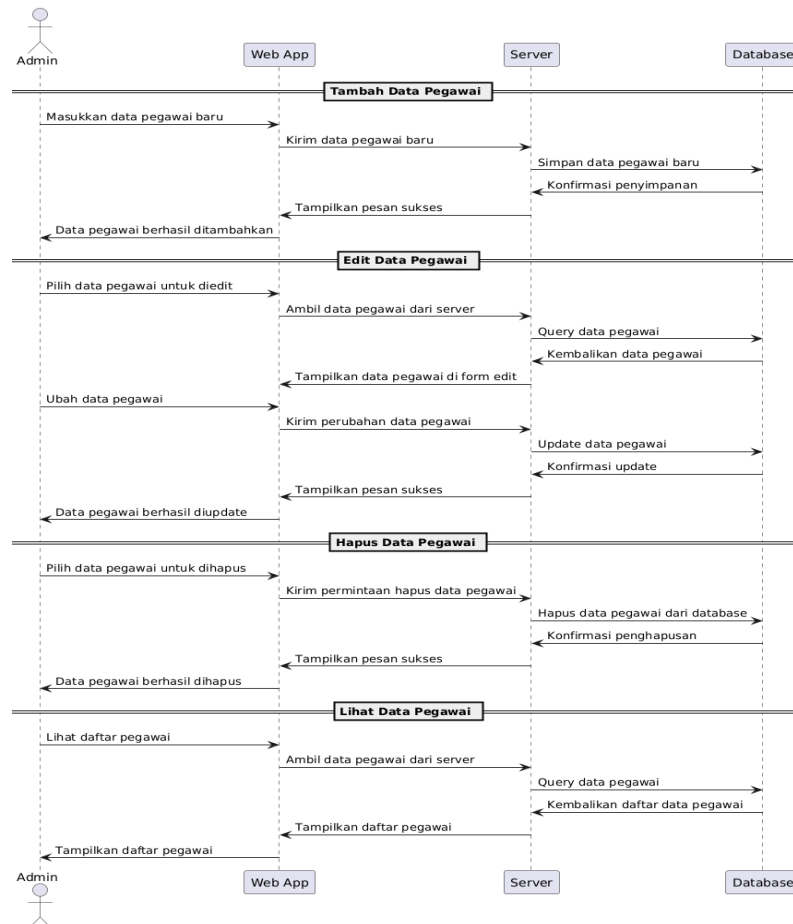 Admin
Web App
Server
Database
Tambah Data Pegawai
Masukkan data pegawai baru
Kirim data pegawai baru
Simpan data pegawai baru
Konfirmasi penyimpanan
Tampilkan pesan sukses
Data pegawai berhasil ditambahkan
Edit Data Pegawai
Pilih data pegawai untuk diedit
Ambil data pegawai dari server
Query data pegawai
Kembalikan data pegawai
Tampilkan data pegawai di form edit
Ubah data pegawai
Kirim perubahan data pegawai
Update data pegawai
Konfirmasi update
Tampilkan pesan sukses
Data pegawai berhasil diupdate
Hapus Data Pegawai
Pilih data pegawai untuk dihapus
Kirim permintaan hapus data pegawai
Hapus data pegawai dari database
Konfirmasi penghapusan
Tampilkan pesan sukses
Data pegawai berhasil dihapus
Lihat Data Pegawai
Lihat daftar pegawai
Ambil data pegawai dari server
Query data pegawai
Kembalikan daftar data pegawai
Tampilkan daftar pegawai
Tampilkan daftar pegawai
Admin
Web App
Server
Database